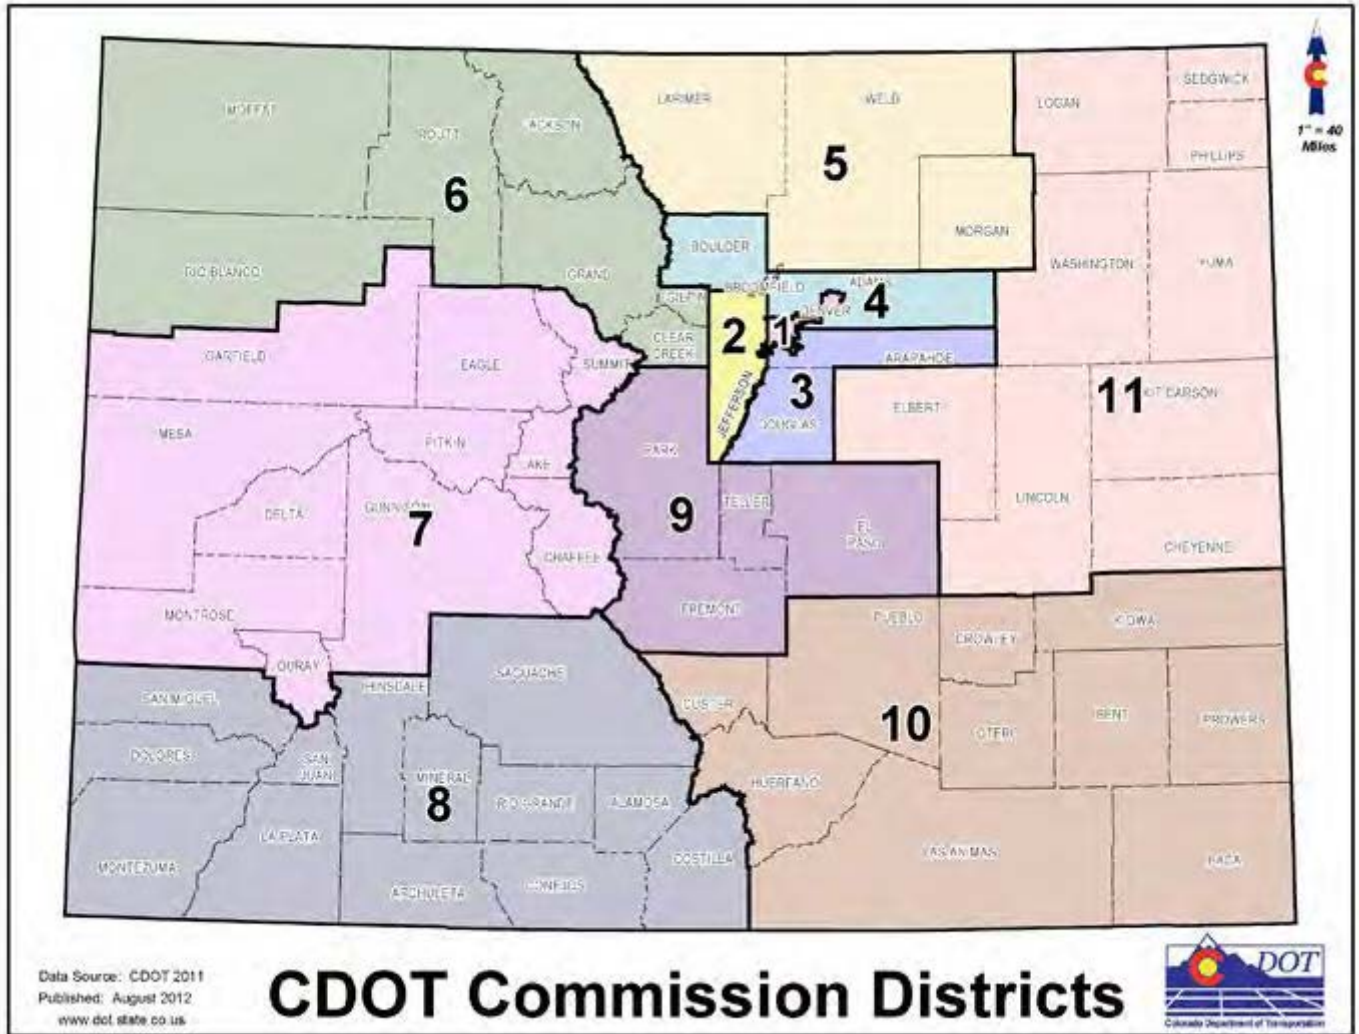 SEDGWICK
LARIMER
WELD
LOGAN
MOFFAT
JACKSON
1" = 40
Miles
ROUTT
PHILLIPS
5
6
MORGAN
BOULDER
WASHINGTON
YUMA
RIO BLANCO
GRAND
ADAMS
BROOMFIELD
GILPIN
4
DENVER
2
1
CLEAR
CREEK
GARFIELD
EAGLE
SUMMIT
ARAPAHOE
3
11
KIT CARSON
JEFFERSON
ELBERT
DOUGLAS
MESA
PITKIN
PARK
LAKE
LINCOLN
TELLER
DELTA
GUNNISON
7
9
EL
PASO
CHEYENNE
CHAFFEE
MONTROSE
FREMONT
PUEBLO
KIOWA
CROWLEY
OURAY
SAGUACHE
HINSDALE
SAN MIGUEL
CUSTER
10
BENT
PROWERS
OTERO
DOLORES
SAN
JUAN
MINERAL
HUERFANO
8
RIO GRANDE
ALAMOSA
LA PLATA
LAS ANIMAS
COSTILLA
BACA
MONTEZUMA
CONEJOS
ARCHULETA
Data Source: CDOT 2011
Published: August 2012
www.dot.state.co.us
CDOT Commission Districts
DOT
Colorado Department of Transportation